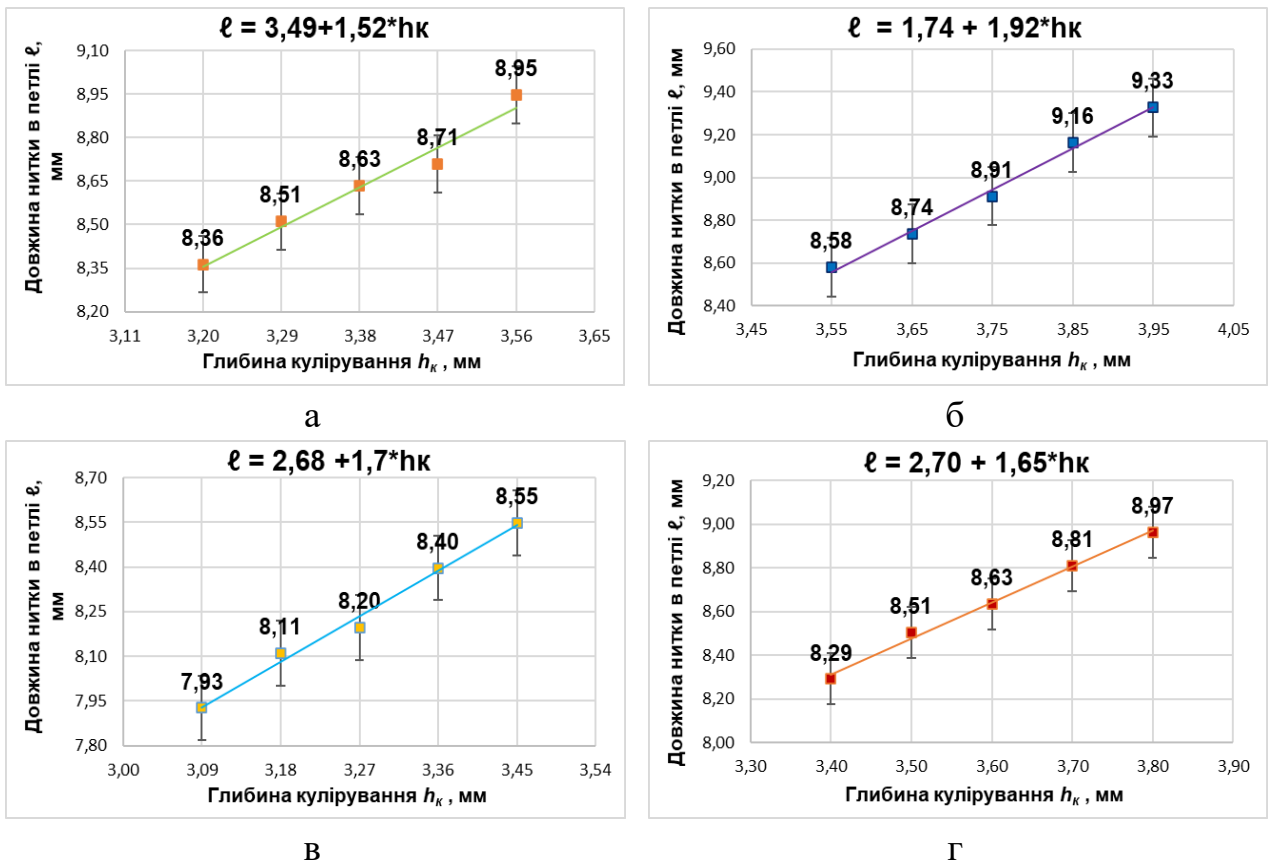 ℓ = 3,49+1,52*hк
Довжина нитки в петлі ℓ,
мм
9,10
8,95
8,80
8,65
8,50
8,35
8,20
8,36
8,51
8,63
8,71
8,95
3,11 3,20 3,29 3,38 3,47 3,56 3,65
Глибина кулірування hк , мм
а
ℓ = 1,74 + 1,92*hк
Довжина нитки в петлі ℓ, мм
9,60
9,40
9,20
9,00
8,80
8,60
8,40
8,58
8,74
8,91
9,16
9,33
3,45 3,55 3,65 3,75 3,85 3,95 4,05
Глибина кулірування hк , мм
б
ℓ = 2,68 +1,7*hк
Довжина нитки в петлі ℓ,
мм
8,70
8,55
8,40
8,25
8,10
7,95
7,80
7,93
8,11
8,20
8,40
8,55
3,00 3,09 3,18 3,27 3,36 3,45 3,54
Глибина кулірування hк , мм
в
ℓ = 2,70 + 1,65*hк
Довжина нитки в петлі ℓ, мм
9,20
9,00
8,80
8,60
8,40
8,20
8,00
8,29
8,51
8,63
8,81
8,97
3,30 3,40 3,50 3,60 3,70 3,80 3,90
Глибина кулірування hк , мм
г